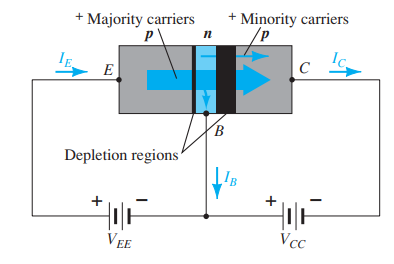 + Majority carriers + Minority carriers
p n p
I_E E C I_C
B
Depletion regions
I_B
+ − + −
V_EE V_CC